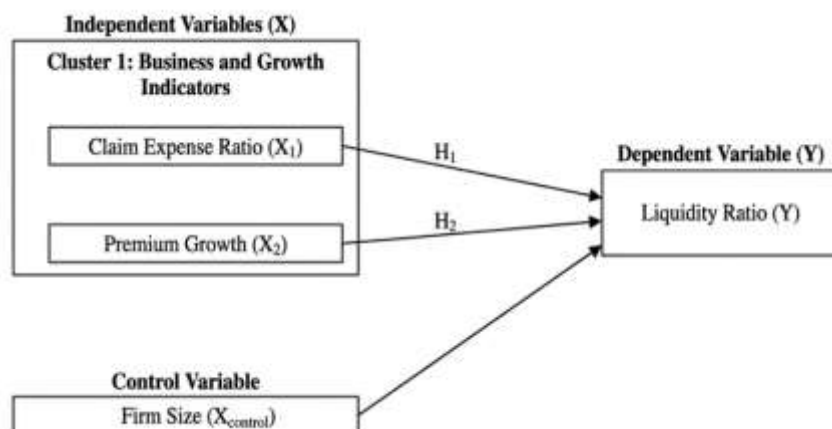 Independent Variables (X)
Cluster 1: Business and Growth
Indicators
Claim Expense Ratio (X₁)
Premium Growth (X₂)
H₁
H₂
Dependent Variable (Y)
Liquidity Ratio (Y)
Control Variable
Firm Size (X_control)